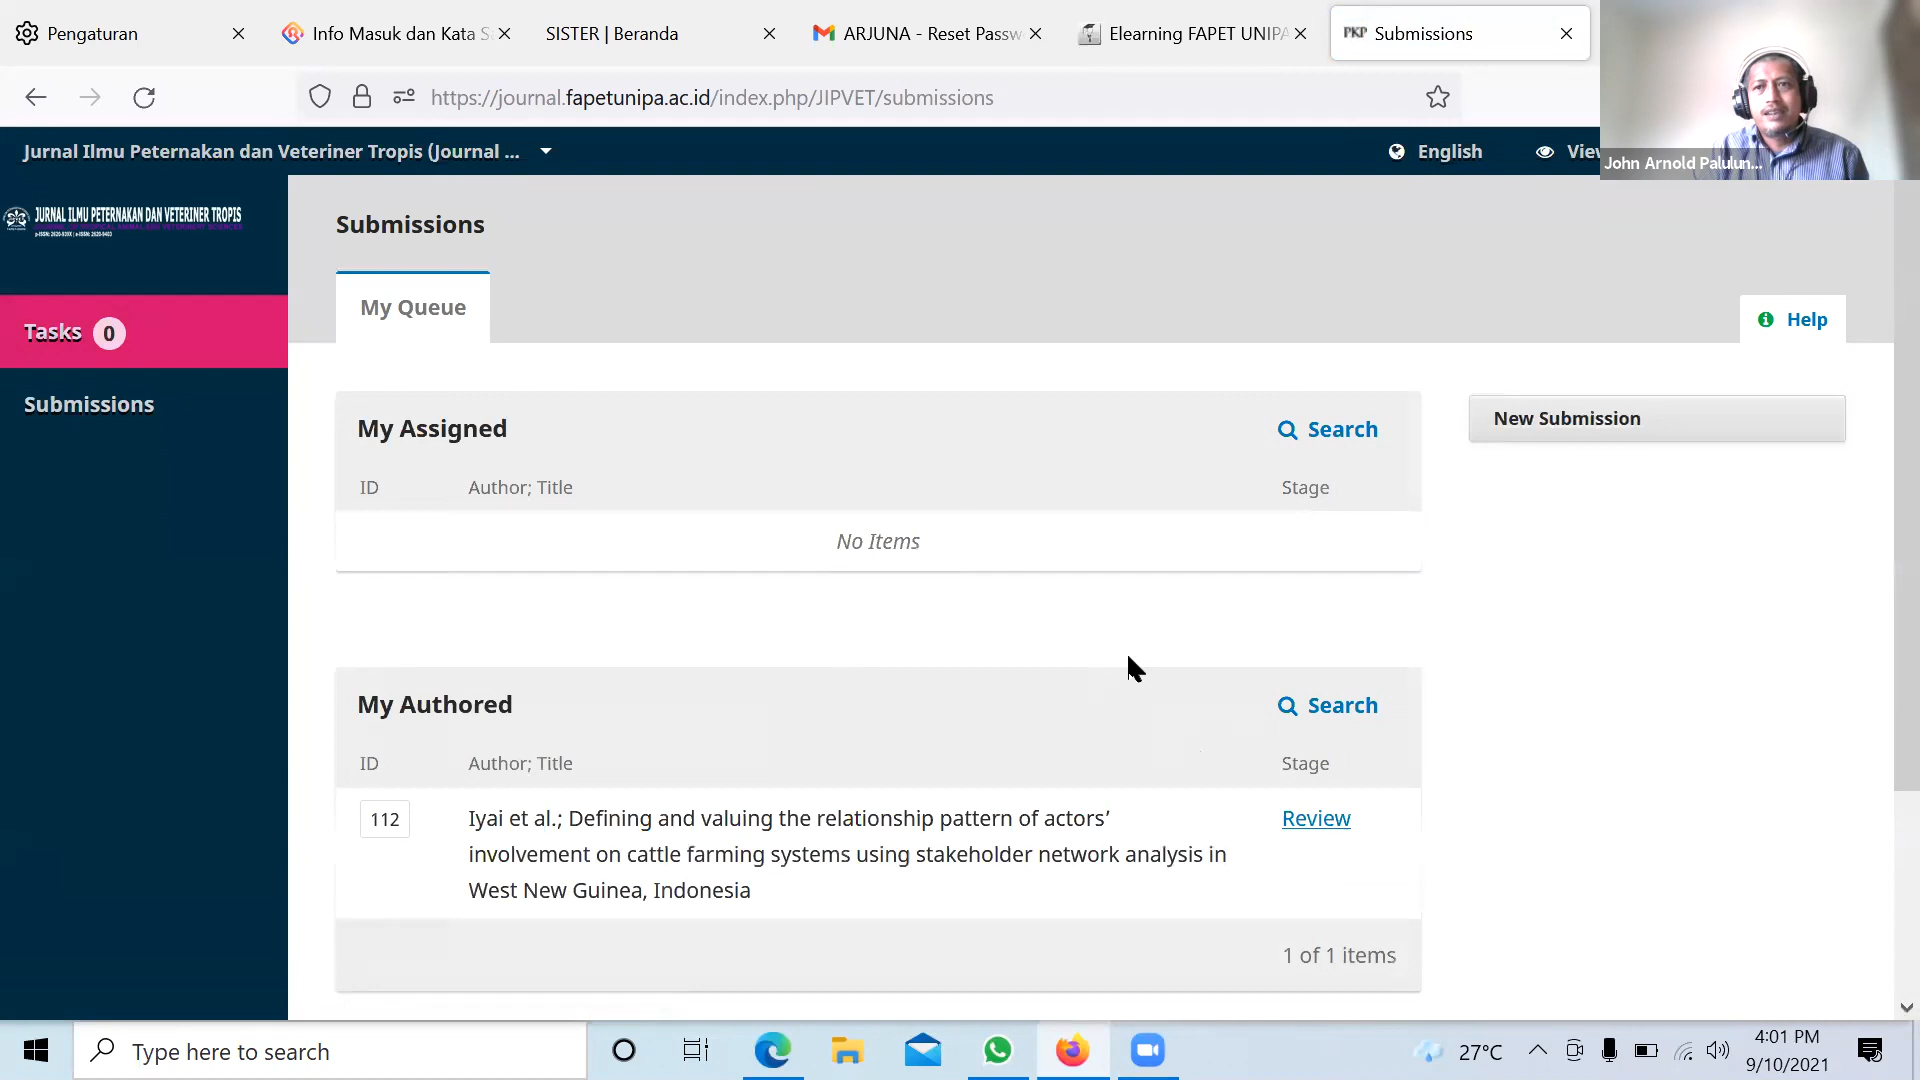 Pengaturan
Info Masuk dan Kata S
SISTER | Beranda
ARJUNA - Reset Passw
Elearning FAPET UNIPA
PKP Submissions
https://journal.fapetunipa.ac.id/index.php/JIPVET/submissions
John Arnold Palulun...
Jurnal Ilmu Peternakan dan Veteriner Tropis (Journal ...
English
Vie
JURNAL ILMU PETERNAKAN DAN VETERINER TROPIS
Submissions
My Queue
Help
Tasks 0
Submissions
My Assigned
Search
New Submission
ID
Author; Title
Stage
No Items
My Authored
Search
ID
Author; Title
Stage
112
Iyai et al.; Defining and valuing the relationship pattern of actors’
involvement on cattle farming systems using stakeholder network analysis in
West New Guinea, Indonesia
Review
1 of 1 items
Type here to search
27°C
4:01 PM
9/10/2021